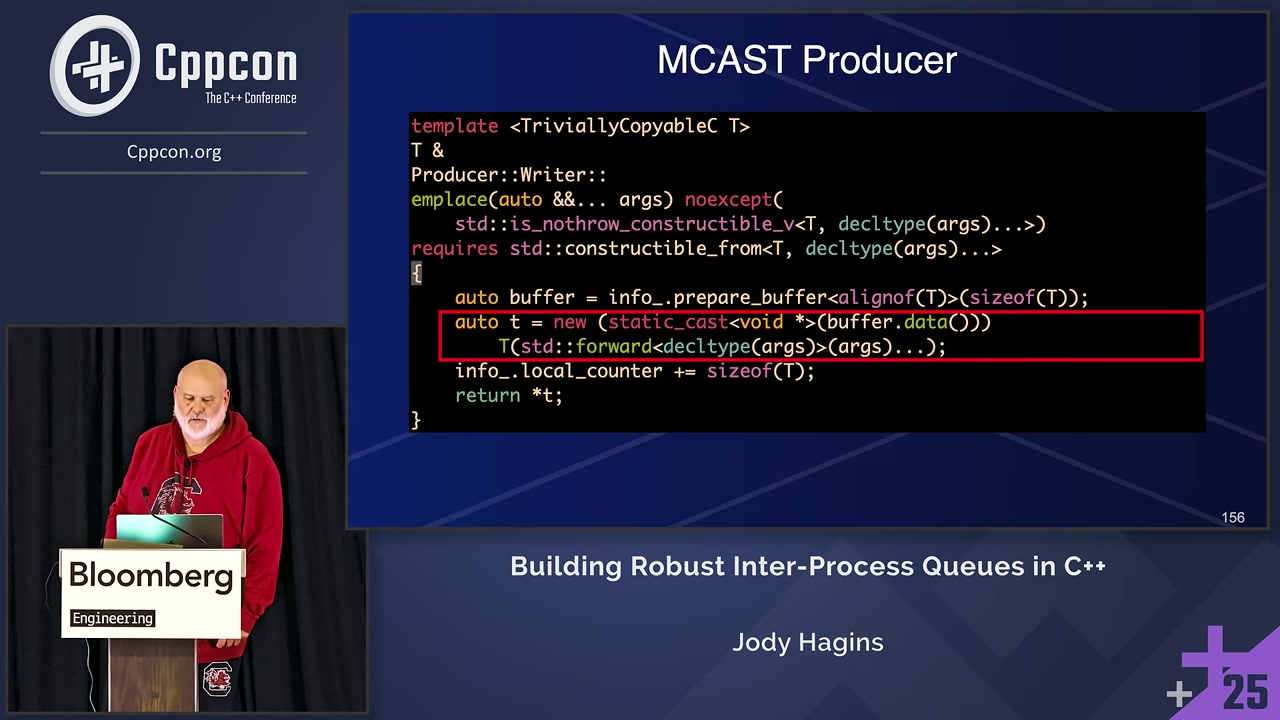 Cppcon
The C++ Conference
Cppcon.org
MCAST Producer
template <TriviallyCopyableC T>
T &
Producer::Writer::
emplace(auto &&... args) noexcept(
    std::is_nothrow_constructible_v<T, decltype(args)...>)
requires std::constructible_from<T, decltype(args)...>
{
    auto buffer = info_.prepare_buffer<alignof(T)>(sizeof(T));
    auto t = new (static_cast<void *>(buffer.data()))
        T(std::forward<decltype(args)>(args)...);
    info_.local_counter += sizeof(T);
    return *t;
}
156
Bloomberg
Engineering
Building Robust Inter-Process Queues in C++
Jody Hagins
25